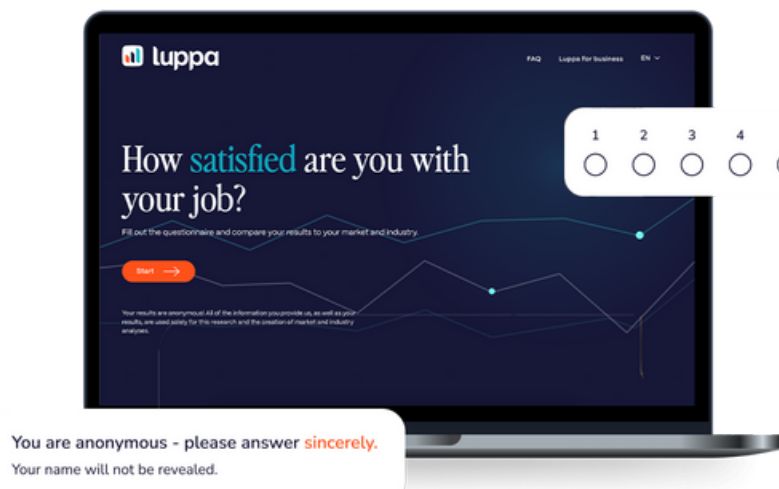 luppa
FAQ Luppa for business EN
How satisfied are you with
your job?
Fill out the questionnaire and compare your results to your market and industry.
Start
Your results are anonymous! All of the information you provide us, as well as your
results, are used solely for this research and the creation of market and industry
analyses.
1 2 3 4
You are anonymous - please answer sincerely.
Your name will not be revealed.